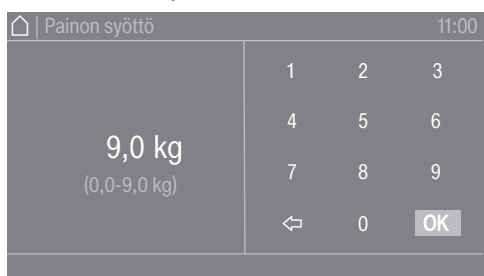 | Painon syöttö 11:00
1 2 3
4 5 6
9,0 kg
(0,0-9,0 kg)
7 8 9
0 OK